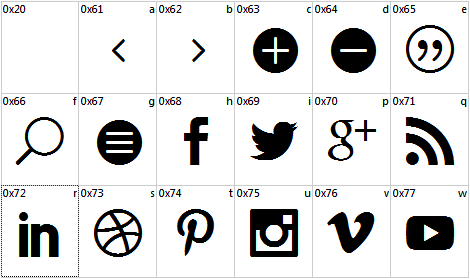 0x20 0x61 a 0x62 b 0x63 c 0x64 d 0x65 e
0x66 f 0x67 g 0x68 h 0x69 i 0x70 p 0x71 q
g+
0x72 r 0x73 s 0x74 t 0x75 u 0x76 v 0x77 w
in